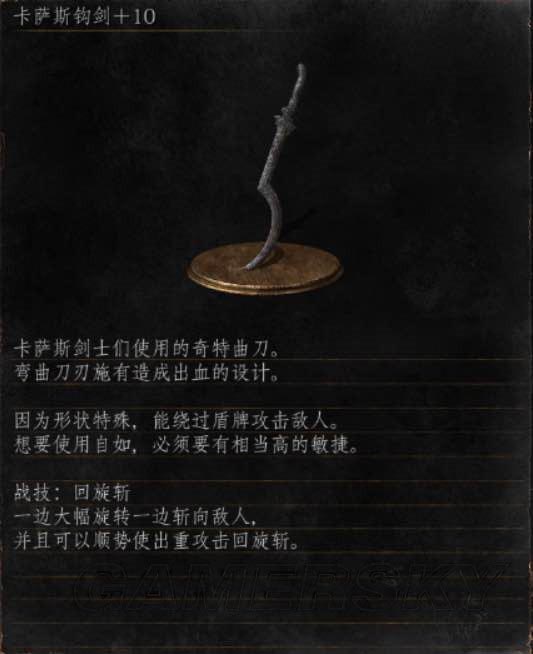 卡萨斯钩剑＋10
卡萨斯剑士们使用的奇特曲刀。
弯曲刀刃施有造成出血的设计。
因为形状特殊，能绕过盾牌攻击敌人。
想要使用自如，必须要有相当高的敏捷。
战技：回旋斩
一边大幅旋转一边斩向敌人，
并且可以顺势使出重攻击回旋斩。
GAMERSKY